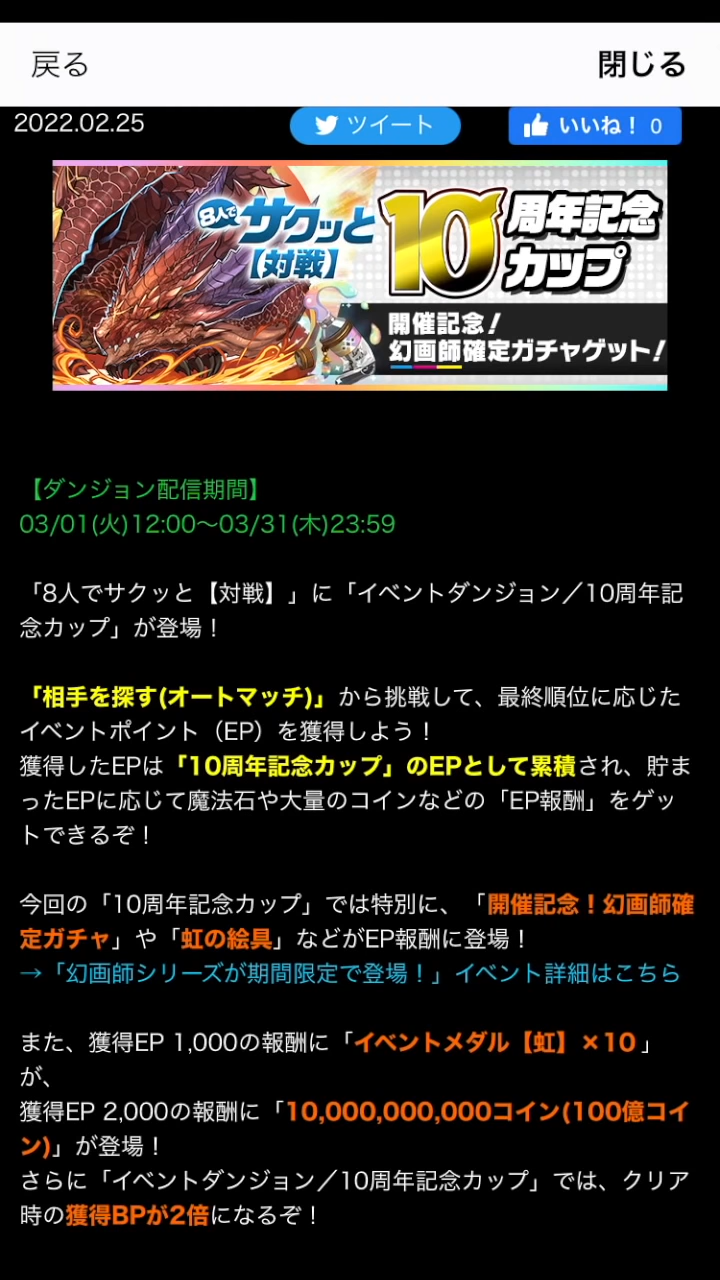 戻る
閉じる
2022.02.25
ツイート
いいね！ 0
8人で
サクッと
【対戦】
10周年記念
カップ
開催記念！
幻画師確定ガチャゲット！
【ダンジョン配信期間】
03/01(火)12:00～03/31(木)23:59
「8人でサクッと【対戦】」に「イベントダンジョン／10周年記
念カップ」が登場！
「相手を探す(オートマッチ)」から挑戦して、最終順位に応じた
イベントポイント（EP）を獲得しよう！
獲得したEPは「10周年記念カップ」のEPとして累積され、貯ま
ったEPに応じて魔法石や大量のコインなどの「EP報酬」をゲッ
トできるぞ！
今回の「10周年記念カップ」では特別に、「開催記念！幻画師確
定ガチャ」や「虹の絵具」などがEP報酬に登場！
→「幻画師シリーズが期間限定で登場！」イベント詳細はこちら
また、獲得EP 1,000の報酬に「イベントメダル【虹】×10 」
が、
獲得EP 2,000の報酬に「10,000,000,000コイン(100億コイ
ン)」が登場！
さらに「イベントダンジョン／10周年記念カップ」では、クリア
時の獲得BPが2倍になるぞ！